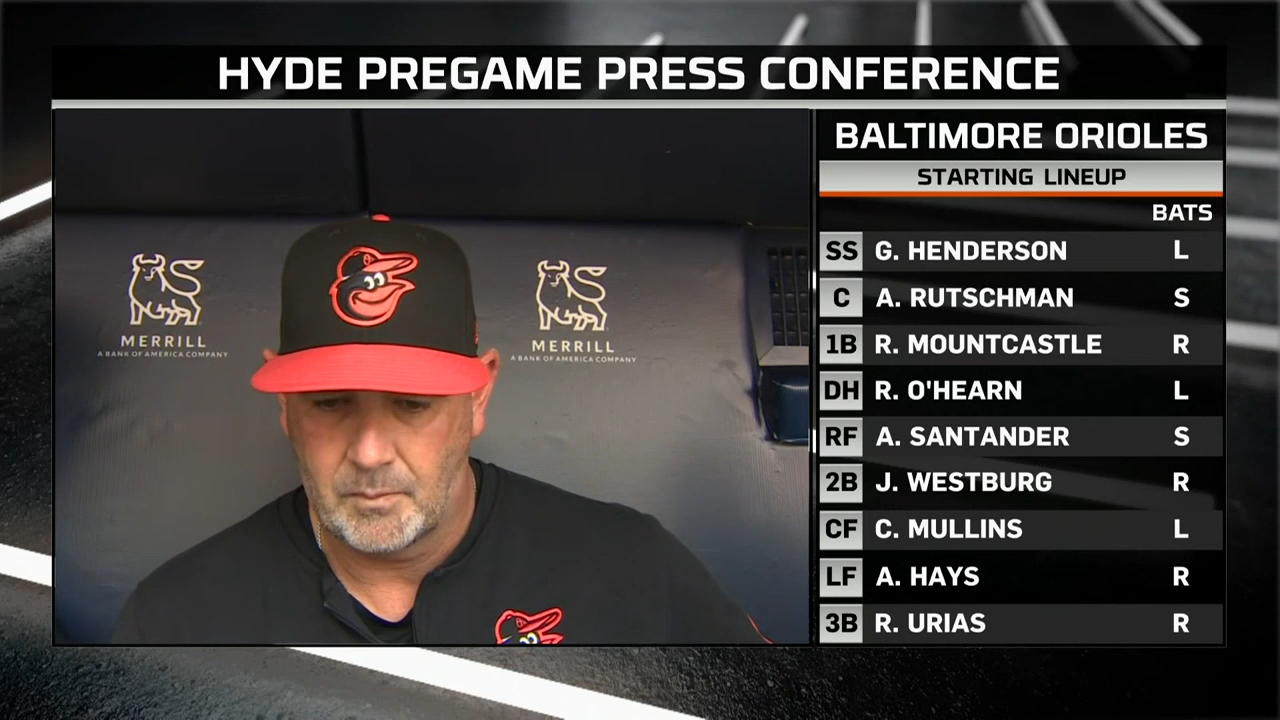 HYDE PREGAME PRESS CONFERENCE
MERRILL
A BANK OF AMERICA COMPANY
MERRILL
A BANK OF AMERICA COMPANY
BALTIMORE ORIOLES
STARTING LINEUP
BATS
SS G. HENDERSON L
C A. RUTSCHMAN S
1B R. MOUNTCASTLE R
DH R. O'HEARN L
RF A. SANTANDER S
2B J. WESTBURG R
CF C. MULLINS L
LF A. HAYS R
3B R. URIAS R